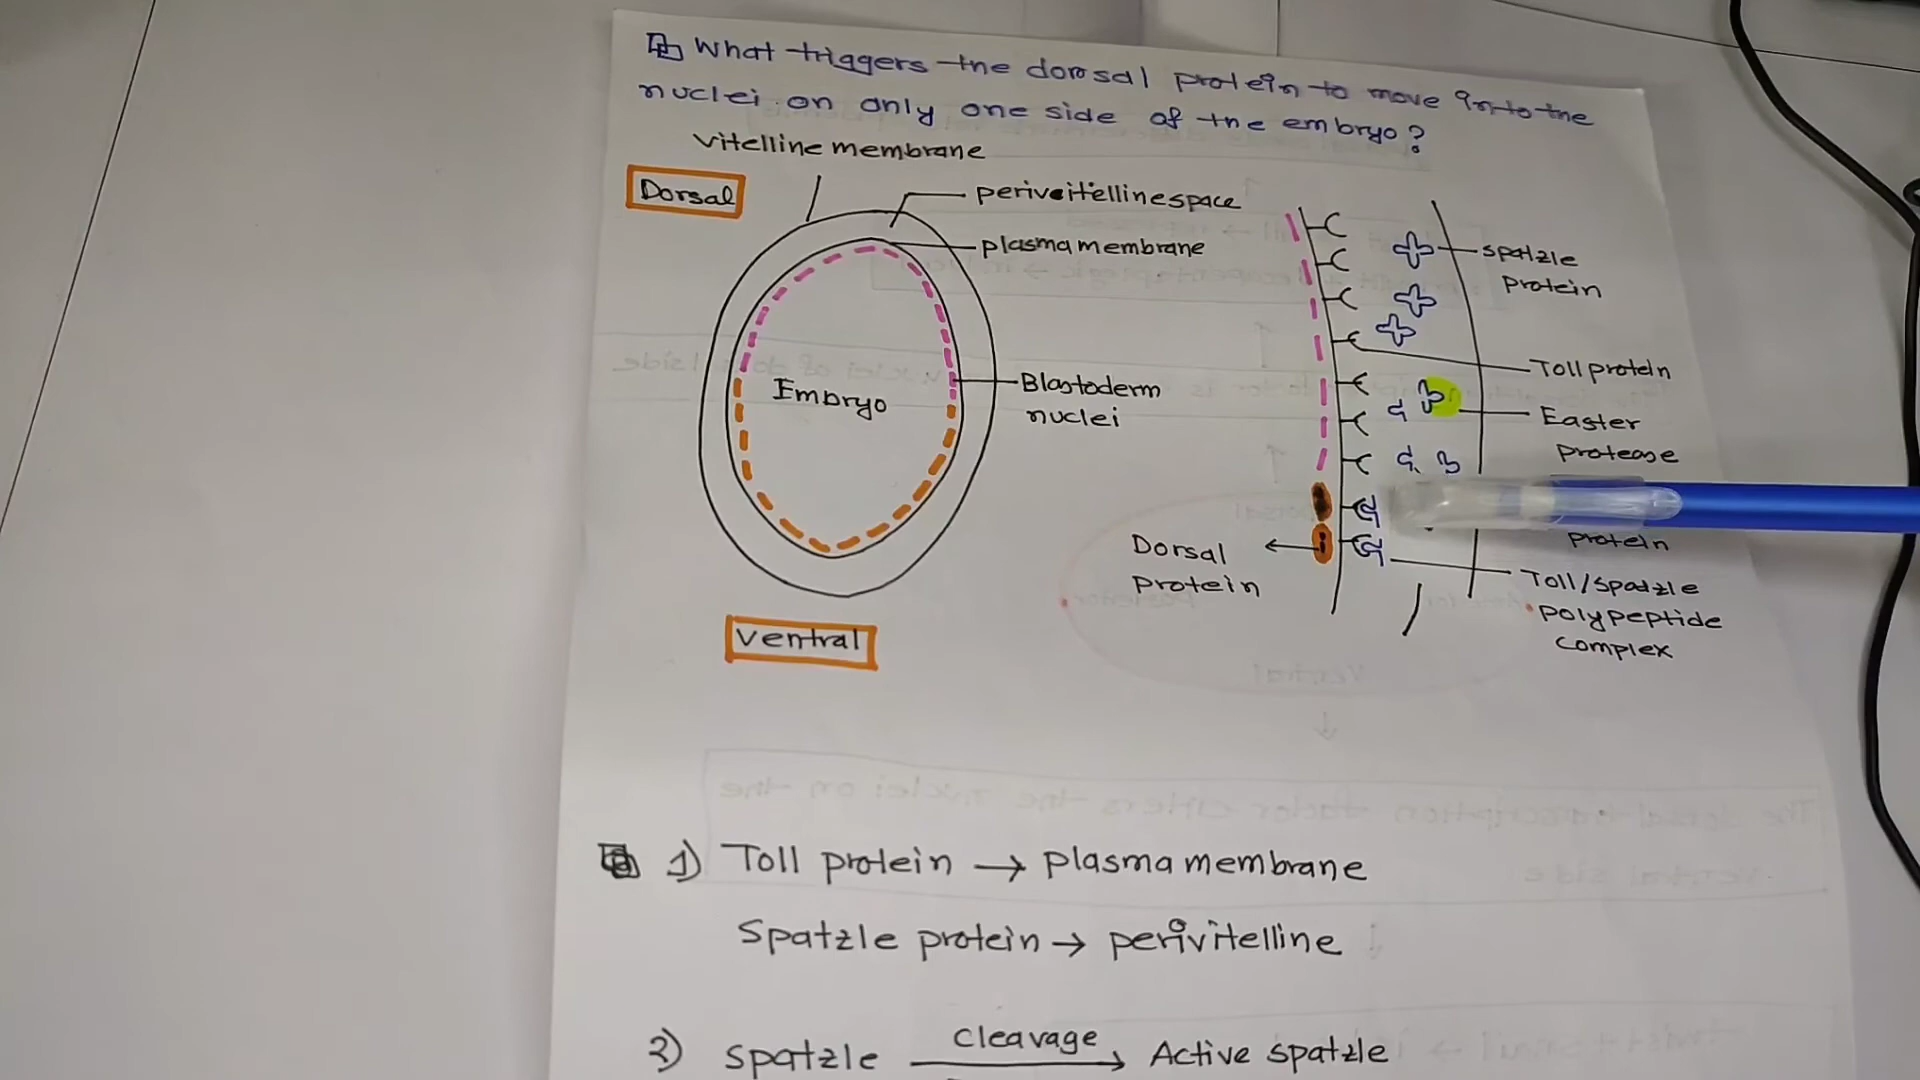 What triggers the dorsal protein to move into the
nuclei on only one side of the embryo?
Vitelline membrane
Dorsal
periveitelline space
plasma membrane
Embryo
Blastoderm
nuclei
Ventral
spatzle
protein
Toll protein
Easter
protease
protein
Toll/spatzle
polypeptide
complex
Dorsal
protein
1) Toll protein → plasma membrane
Spatzle protein → perivitelline
2) spatzle cleavage → Active spatzle